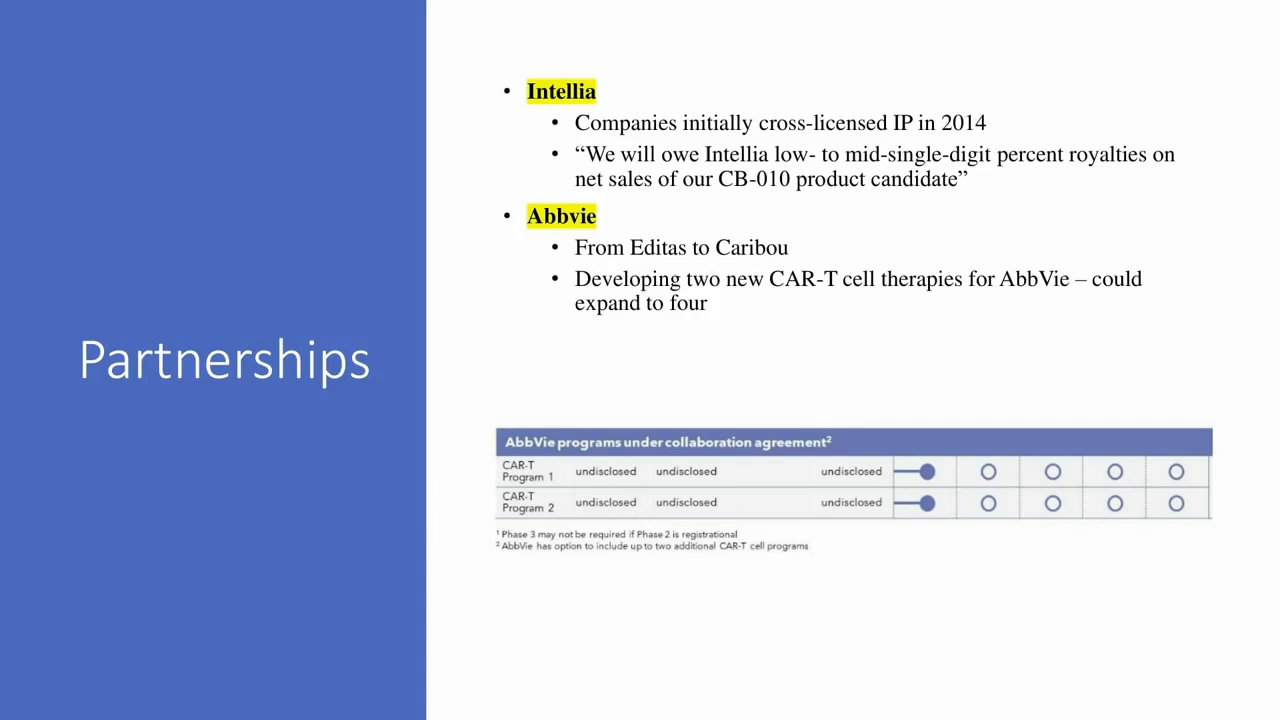 Partnerships
• Intellia
• Companies initially cross-licensed IP in 2014
• “We will owe Intellia low- to mid-single-digit percent royalties on
net sales of our CB-010 product candidate”
• Abbvie
• From Editas to Caribou
• Developing two new CAR-T cell therapies for AbbVie – could
expand to four
AbbVie programs under collaboration agreement²
CAR-T
Program 1 undisclosed undisclosed undisclosed
CAR-T
Program 2 undisclosed undisclosed undisclosed
¹ Phase 3 may not be required if Phase 2 is registrational
² AbbVie has option to include up to two additional CAR-T cell programs